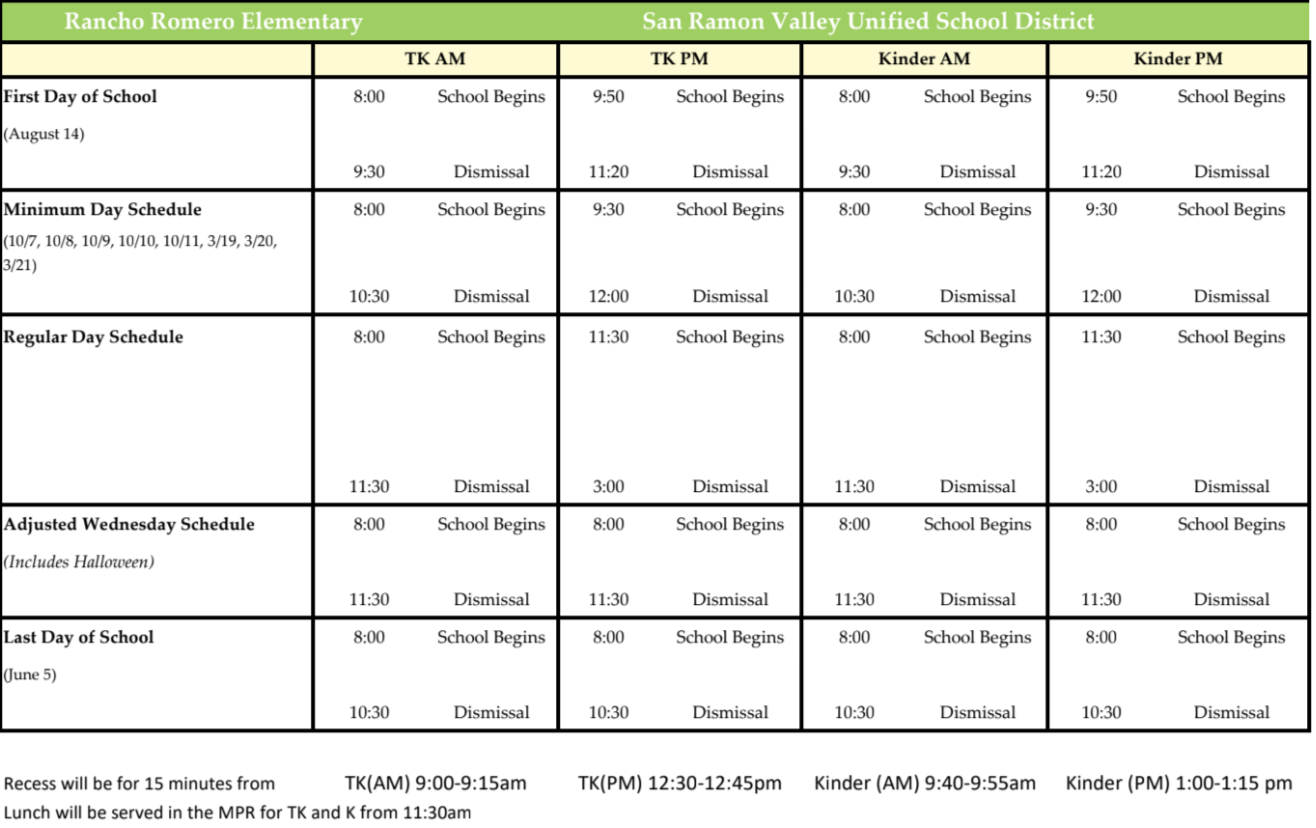 Rancho Romero Elementary San Ramon Valley Unified School District
TK AM TK PM Kinder AM Kinder PM
First Day of School 8:00 School Begins 9:50 School Begins 8:00 School Begins 9:50 School Begins
(August 14)
9:30 Dismissal 11:20 Dismissal 9:30 Dismissal 11:20 Dismissal
Minimum Day Schedule 8:00 School Begins 9:30 School Begins 8:00 School Begins 9:30 School Begins
(10/7, 10/8, 10/9, 10/10, 10/11, 3/19, 3/20,
3/21)
10:30 Dismissal 12:00 Dismissal 10:30 Dismissal 12:00 Dismissal
Regular Day Schedule 8:00 School Begins 11:30 School Begins 8:00 School Begins 11:30 School Begins
11:30 Dismissal 3:00 Dismissal 11:30 Dismissal 3:00 Dismissal
Adjusted Wednesday Schedule 8:00 School Begins 8:00 School Begins 8:00 School Begins 8:00 School Begins
(Includes Halloween)
11:30 Dismissal 11:30 Dismissal 11:30 Dismissal 11:30 Dismissal
Last Day of School 8:00 School Begins 8:00 School Begins 8:00 School Begins 8:00 School Begins
(June 5)
10:30 Dismissal 10:30 Dismissal 10:30 Dismissal 10:30 Dismissal
Recess will be for 15 minutes from TK(AM) 9:00-9:15am TK(PM) 12:30-12:45pm Kinder (AM) 9:40-9:55am Kinder (PM) 1:00-1:15 pm
Lunch will be served in the MPR for TK and K from 11:30am